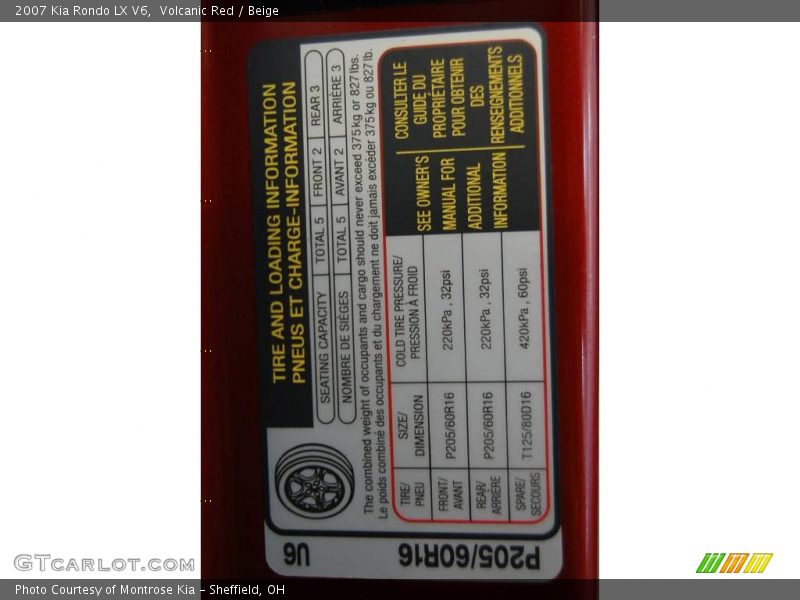 2007 Kia Rondo LX V6,  Volcanic Red / Beige
TIRE AND LOADING INFORMATION
PNEUS ET CHARGE-INFORMATION
SEATING CAPACITY TOTAL 5 FRONT 2 REAR 3
NOMBRE DE SIÈGES TOTAL 5 AVANT 2 ARRIÈRE 3
The combined weight of occupants and cargo should never exceed 375 kg or 827 lbs.
Le poids combiné des occupants et du chargement ne doit jamais excéder 375 kg ou 827 lb.
TIRE/ SIZE/ COLD TIRE PRESSURE/
PNEU DIMENSION PRESSION À FROID
FRONT/
AVANT P205/60R16 220kPa , 32psi
REAR/
ARRIÈRE P205/60R16 220kPa , 32psi
SPARE/
SECOURS T125/80D16 420kPa , 60psi
SEE OWNER'S
MANUAL FOR
ADDITIONAL
INFORMATION
CONSULTER LE
GUIDE DU
PROPRIÉTAIRE
POUR OBTENIR
DES
RENSEIGNEMENTS
ADDITIONNELS
U6 P205/60R16
GTCARLOT.COM
Photo Courtesy of Montrose Kia - Sheffield, OH